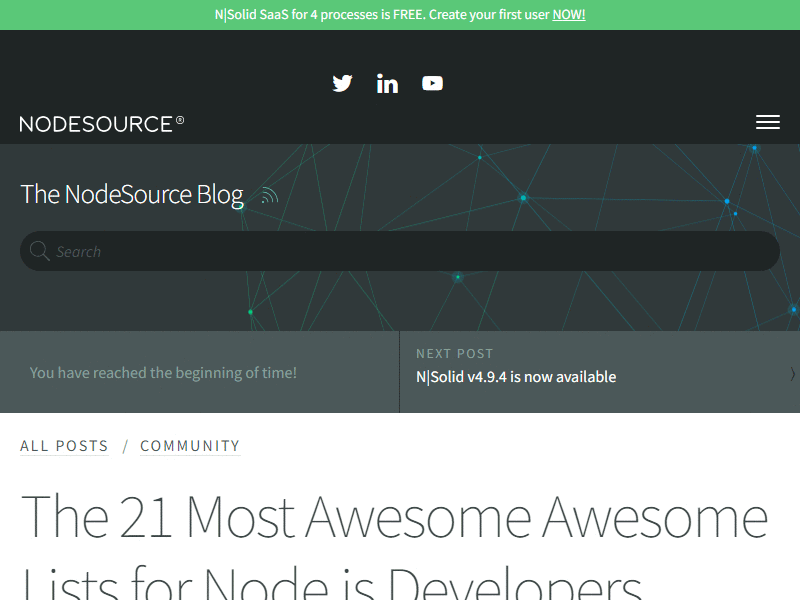 N|Solid SaaS for 4 processes is FREE. Create your first user NOW!
NODESOURCE®
The NodeSource Blog
Search
You have reached the beginning of time!
NEXT POST
N|Solid v4.9.4 is now available
ALL POSTS / COMMUNITY
The 21 Most Awesome Awesome
Lists for Node.js Developers